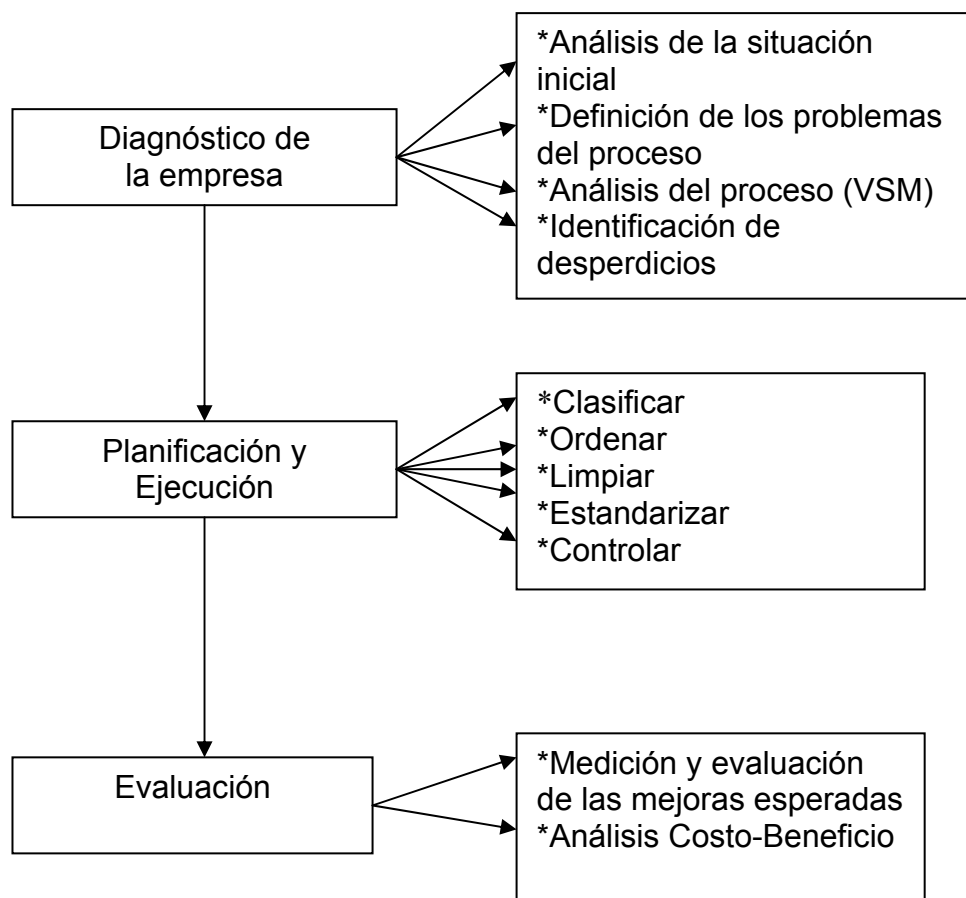 Diagnóstico de
la empresa
*Análisis de la situación
inicial
*Definición de los problemas
del proceso
*Análisis del proceso (VSM)
*Identificación de
desperdicios
Planificación y
Ejecución
*Clasificar
*Ordenar
*Limpiar
*Estandarizar
*Controlar
Evaluación
*Medición y evaluación
de las mejoras esperadas
*Análisis Costo-Beneficio